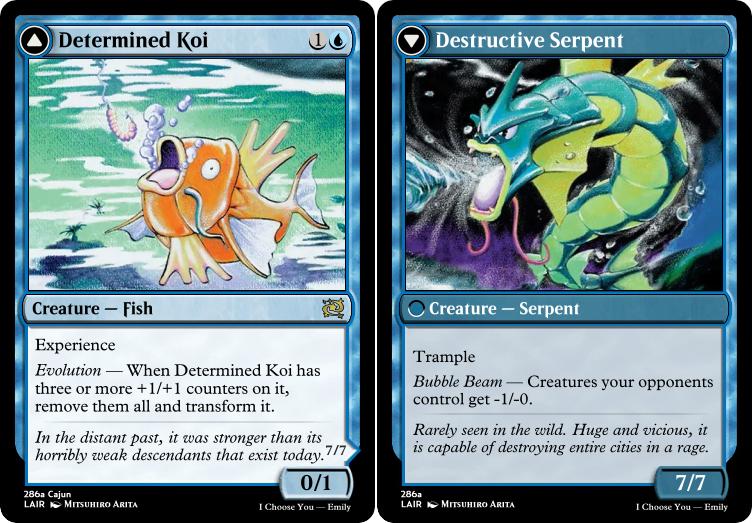 Determined Koi 1
Creature — Fish
Experience
Evolution — When Determined Koi has
three or more +1/+1 counters on it,
remove them all and transform it.
In the distant past, it was stronger than its
horribly weak descendants that exist today.
7/7
0/1
286a Cajun
LAIR Mitsuhiro Arita
I Choose You — Emily
Destructive Serpent
Creature — Serpent
Trample
Bubble Beam — Creatures your opponents
control get -1/-0.
Rarely seen in the wild. Huge and vicious, it
is capable of destroying entire cities in a rage.
7/7
286a
LAIR Mitsuhiro Arita
I Choose You — Emily